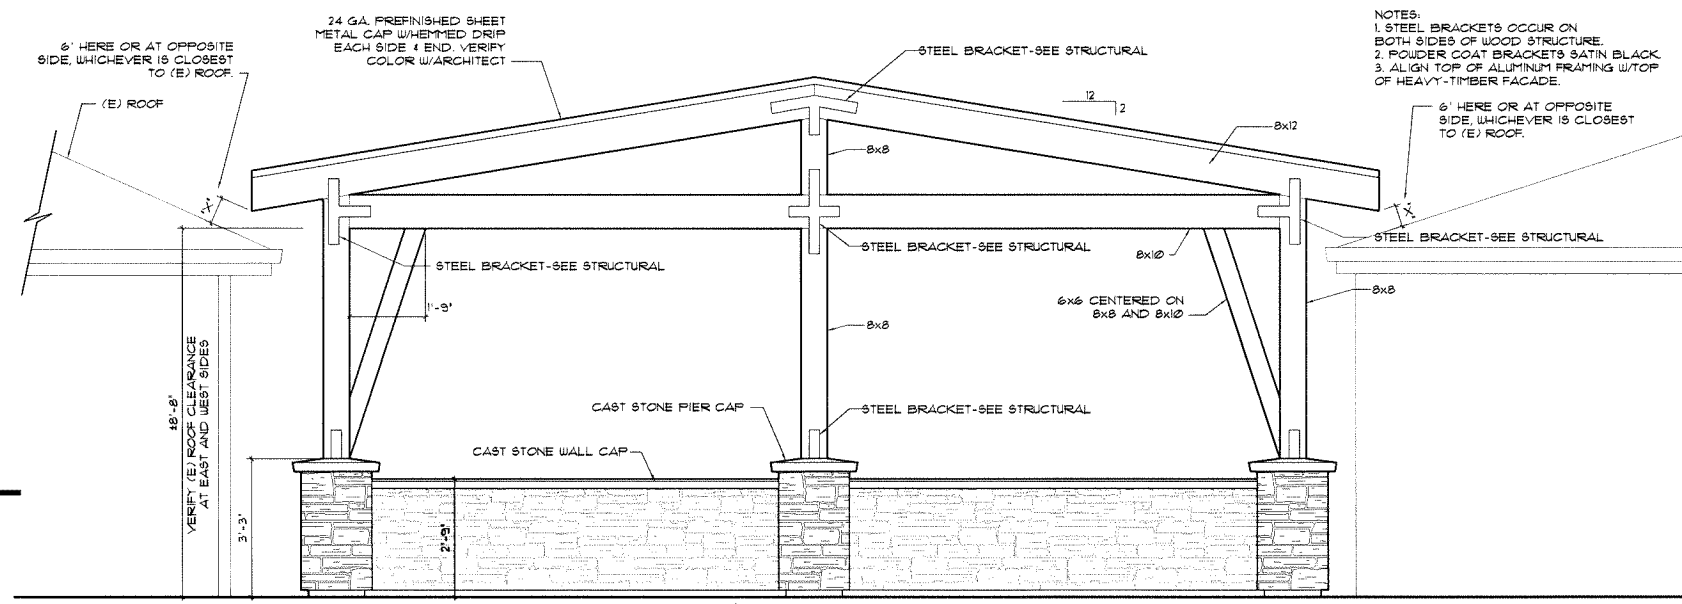 24 GA. PREFINISHED SHEET
METAL CAP W/HEMMED DRIP
EACH SIDE & END. VERIFY
COLOR W/ARCHITECT
6' HERE OR AT OPPOSITE
SIDE, WHICHEVER IS CLOSEST
TO (E) ROOF.
(E) ROOF
STEEL BRACKET-SEE STRUCTURAL
NOTES:
1. STEEL BRACKETS OCCUR ON
BOTH SIDES OF WOOD STRUCTURE.
2. POWDER COAT BRACKETS SATIN BLACK
3. ALIGN TOP OF ALUMINUM FRAMING W/TOP
OF HEAVY-TIMBER FACADE.
12
2
6' HERE OR AT OPPOSITE
SIDE, WHICHEVER IS CLOSEST
TO (E) ROOF.
8x12
8x8
"X"
"X"
STEEL BRACKET-SEE STRUCTURAL
STEEL BRACKET-SEE STRUCTURAL
STEEL BRACKET-SEE STRUCTURAL
8x10
1'-9"
6x6 CENTERED ON
8x8 AND 8x10
8x8
8x8
±8'-8"
VERIFY (E) ROOF CLEARANCE
AT EAST AND WEST SIDES
CAST STONE PIER CAP
STEEL BRACKET-SEE STRUCTURAL
CAST STONE WALL CAP
3'-3"
2'-9"